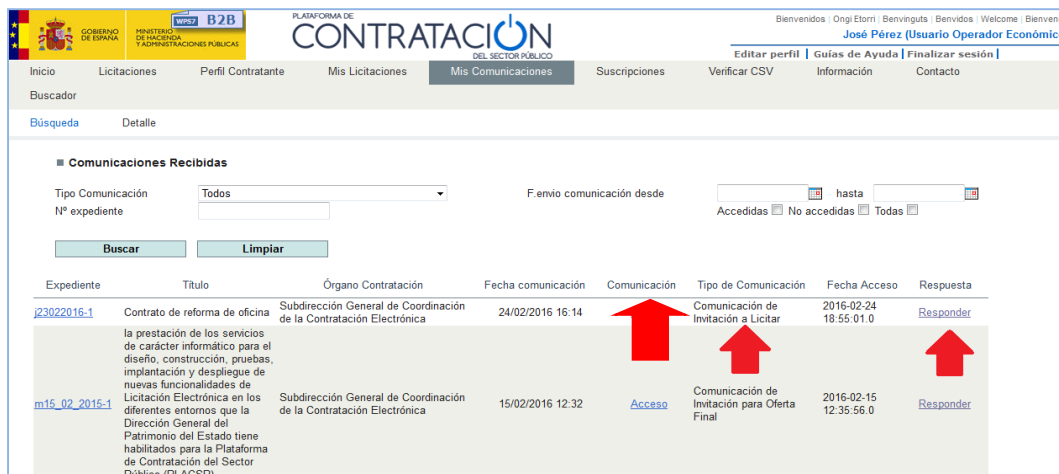 WPS7 B2B
GOBIERNO DE ESPAÑA
MINISTERIO DE HACIENDA Y ADMINISTRACIONES PÚBLICAS
PLATAFORMA DE
CONTRATACIÓN
DEL SECTOR PÚBLICO
Bienvenidos | Ongi Etorri | Benvinguts | Benvidos | Welcome | Bienven
José Pérez (Usuario Operador Económico
Editar perfil | Guías de Ayuda | Finalizar sesión |
Inicio Licitaciones Perfil Contratante Mis Licitaciones Mis Comunicaciones Suscripciones Verificar CSV Información Contacto
Buscador
Búsqueda Detalle
Comunicaciones Recibidas
Tipo Comunicación Todos F.envio comunicación desde hasta
Nº expediente Accedidas No accedidas Todas
Buscar Limpiar
Expediente Título Órgano Contratación Fecha comunicación Comunicación Tipo de Comunicación Fecha Acceso Respuesta
j23022016-1 Contrato de reforma de oficina Subdirección General de Coordinación de la Contratación Electrónica 24/02/2016 16:14 Comunicación de Invitación a Licitar 2016-02-24 18:55:01.0 Responder
la prestación de los servicios
de carácter informático para el
diseño, construcción, pruebas,
implantación y despliegue de
nuevas funcionalidades de
m15_02_2015-1 Licitación Electrónica en los Subdirección General de Coordinación de la Contratación Electrónica 15/02/2016 12:32 Acceso Comunicación de Invitación para Oferta Final 2016-02-15 12:35:56.0 Responder
diferentes entornos que la
Dirección General del
Patrimonio del Estado tiene
habilitados para la Plataforma
de Contratación del Sector
Público (PLACSP)